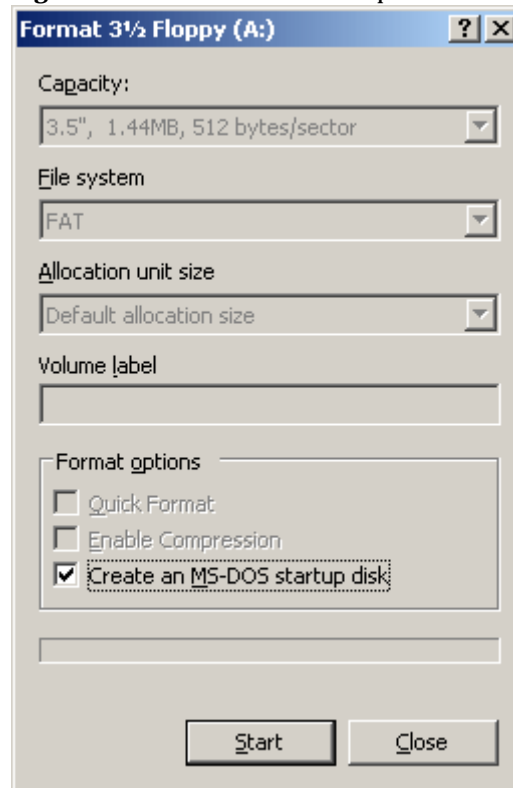 Format 3½ Floppy (A:)
Capacity:
3.5", 1.44MB, 512 bytes/sector
File system
FAT
Allocation unit size
Default allocation size
Volume label
Format options
Quick Format
Enable Compression
Create an MS-DOS startup disk
Start Close